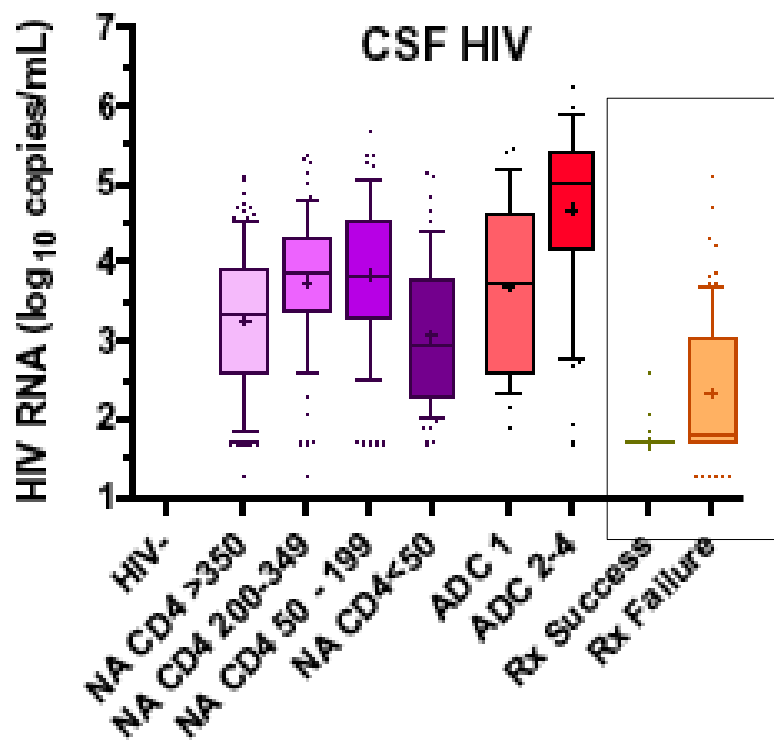 CSF HIV
HIV RNA (log10 copies/mL)
7
6
5
4
3
2
1
HIV-
NA CD4 >350
NA CD4 200-349
NA CD4 50 - 199
NA CD4<50
ADC 1
ADC 2-4
Rx Success
Rx Failure